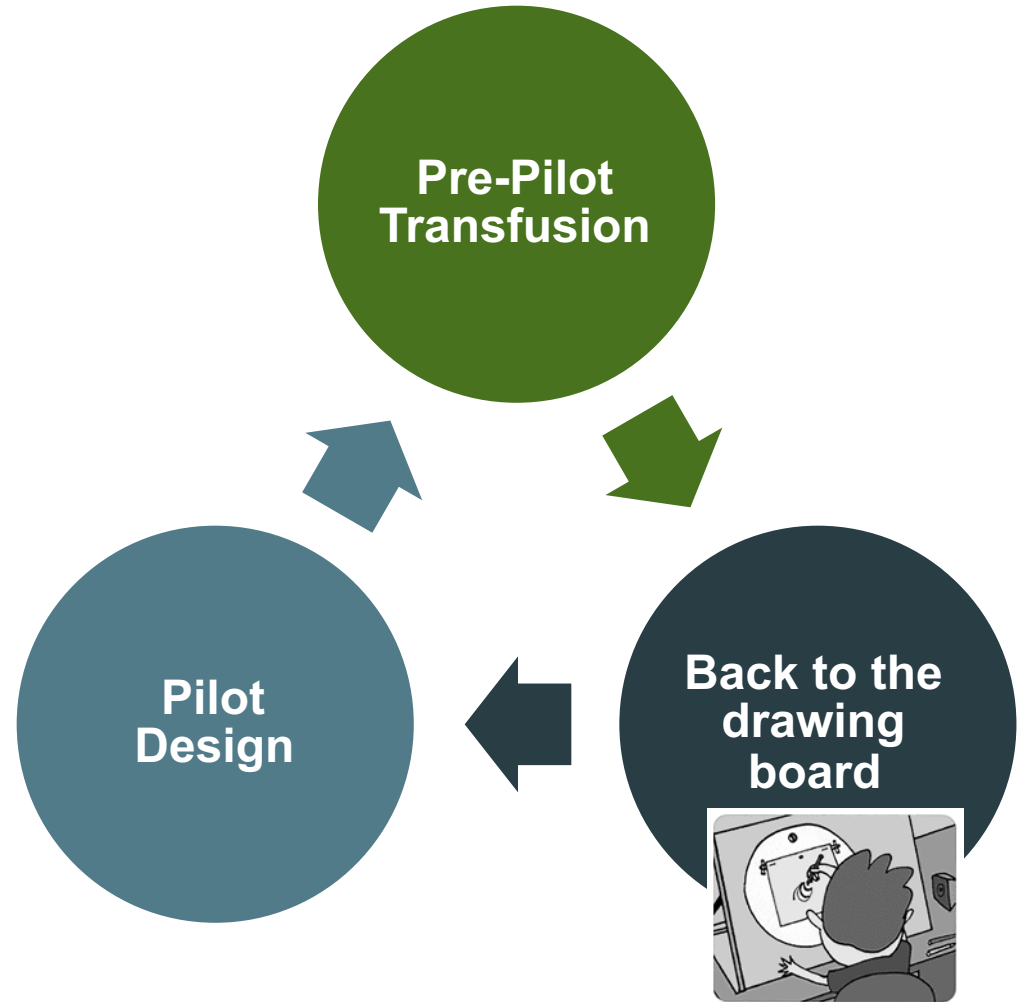 Pre-Pilot
Transfusion
Back to the
drawing
board
Pilot
Design